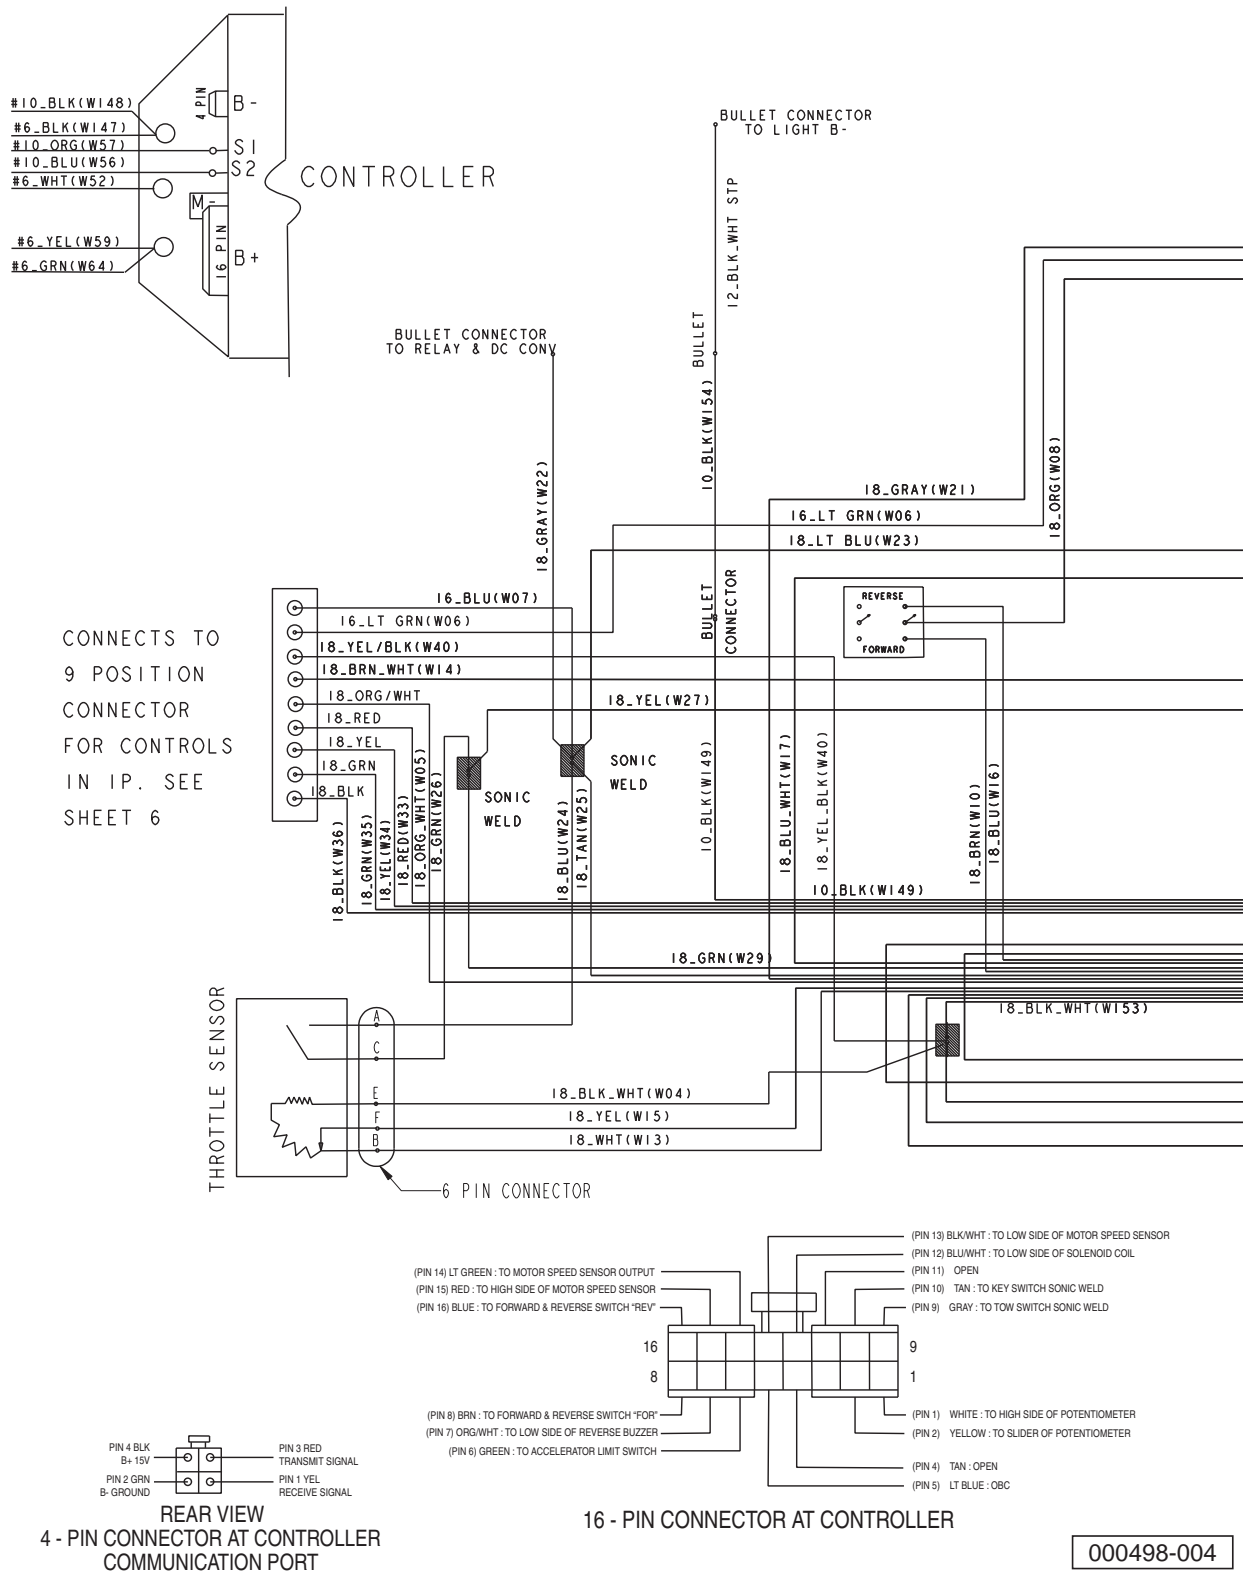 #10_BLK(W148)
#6_BLK(W147)
#10_ORG(W57)
#10_BLU(W56)
#6_WHT(W52)
#6_YEL(W59)
#6_GRN(W64)
4 PIN
B-
S1
S2
M-
16 PIN
B+
CONTROLLER
BULLET CONNECTOR
TO LIGHT B-
12_BLK_WHT STP
BULLET
10_BLK(W154)
BULLET CONNECTOR
TO RELAY & DC CONV
18_GRAY(W22)
18_GRAY(W21)
16_LT GRN(W06)
18_LT BLU(W23)
18_ORG(W08)
BULLET
CONNECTOR
REVERSE
FORWARD
CONNECTS TO
9 POSITION
CONNECTOR
FOR CONTROLS
IN IP. SEE
SHEET 6
16_BLU(W07)
16_LT GRN(W06)
18_YEL/BLK(W40)
18_BRN_WHT(W14)
18_ORG/WHT
18_RED
18_YEL
18_GRN
18_BLK
18_YEL(W27)
SONIC
WELD
SONIC
WELD
18_BLK(W36)
18_GRN(W35)
18_YEL(W34)
18_RED(W33)
18_ORG_WHT(W05)
18_GRN(W26)
18_BLU(W24)
18_TAN(W25)
10_BLK(W149)
18_BLU_WHT(W17)
18_YEL_BLK(W40)
18_BRN(W10)
18_BLU(W16)
10_BLK(W149)
18_GRN(W29)
18_BLK_WHT(W153)
THROTTLE SENSOR
A
C
E
F
B
18_BLK_WHT(W04)
18_YEL(W15)
18_WHT(W13)
6 PIN CONNECTOR
(PIN 13) BLK/WHT : TO LOW SIDE OF MOTOR SPEED SENSOR
(PIN 12) BLU/WHT : TO LOW SIDE OF SOLENOID COIL
(PIN 11) OPEN
(PIN 10) TAN : TO KEY SWITCH SONIC WELD
(PIN 9) GRAY : TO TOW SWITCH SONIC WELD
(PIN 14) LT GREEN : TO MOTOR SPEED SENSOR OUTPUT
(PIN 15) RED : TO HIGH SIDE OF MOTOR SPEED SENSOR
(PIN 16) BLUE : TO FORWARD & REVERSE SWITCH "REV"
16
9
8
1
(PIN 8) BRN : TO FORWARD & REVERSE SWITCH "FOR"
(PIN 7) ORG/WHT : TO LOW SIDE OF REVERSE BUZZER
(PIN 6) GREEN : TO ACCELERATOR LIMIT SWITCH
(PIN 1) WHITE : TO HIGH SIDE OF POTENTIOMETER
(PIN 2) YELLOW : TO SLIDER OF POTENTIOMETER
(PIN 4) TAN : OPEN
(PIN 5) LT BLUE : OBC
16 - PIN CONNECTOR AT CONTROLLER
PIN 4 BLK
B+ 15V
PIN 3 RED
TRANSMIT SIGNAL
PIN 2 GRN
B- GROUND
PIN 1 YEL
RECEIVE SIGNAL
REAR VIEW
4 - PIN CONNECTOR AT CONTROLLER
COMMUNICATION PORT
000498-004